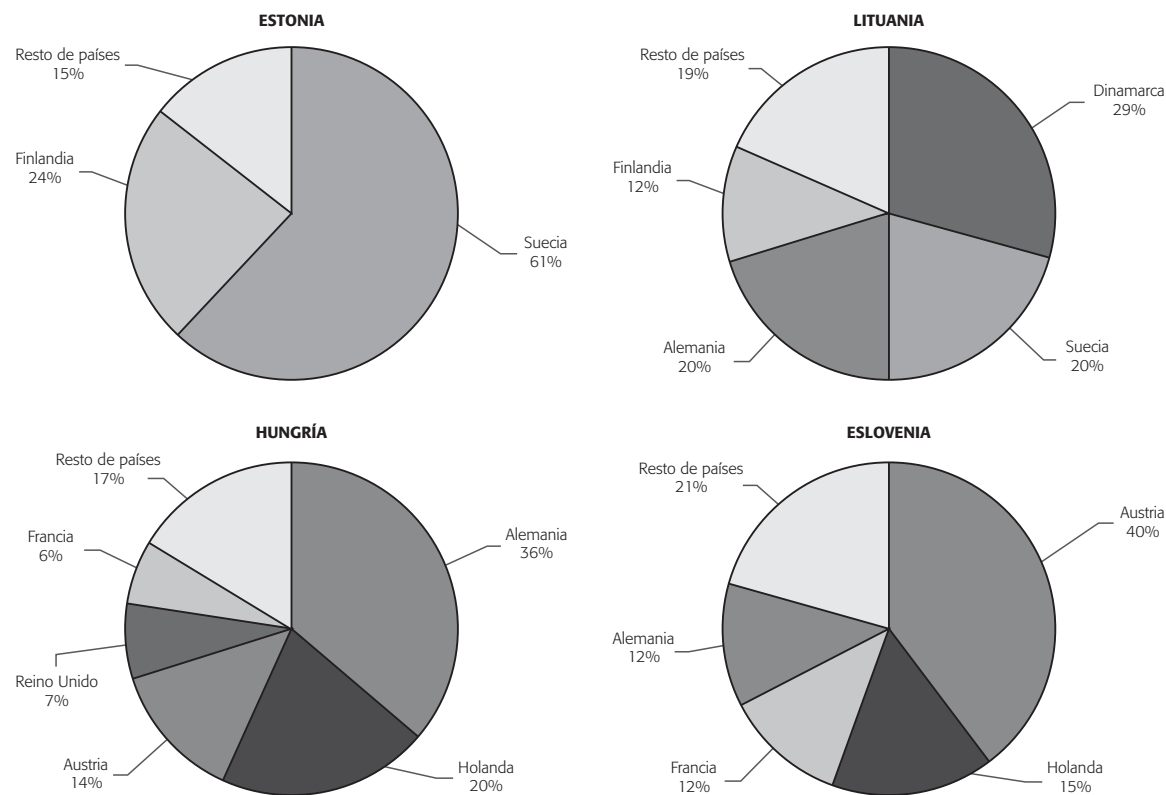 ESTONIA
Resto de países
15%
Finlandia
24%
Suecia
61%
LITUANIA
Resto de países
19%
Dinamarca
29%
Finlandia
12%
Alemania
20%
Suecia
20%
HUNGRÍA
Resto de países
17%
Francia
6%
Alemania
36%
Reino Unido
7%
Austria
14%
Holanda
20%
ESLOVENIA
Resto de países
21%
Austria
40%
Alemania
12%
Francia
12%
Holanda
15%